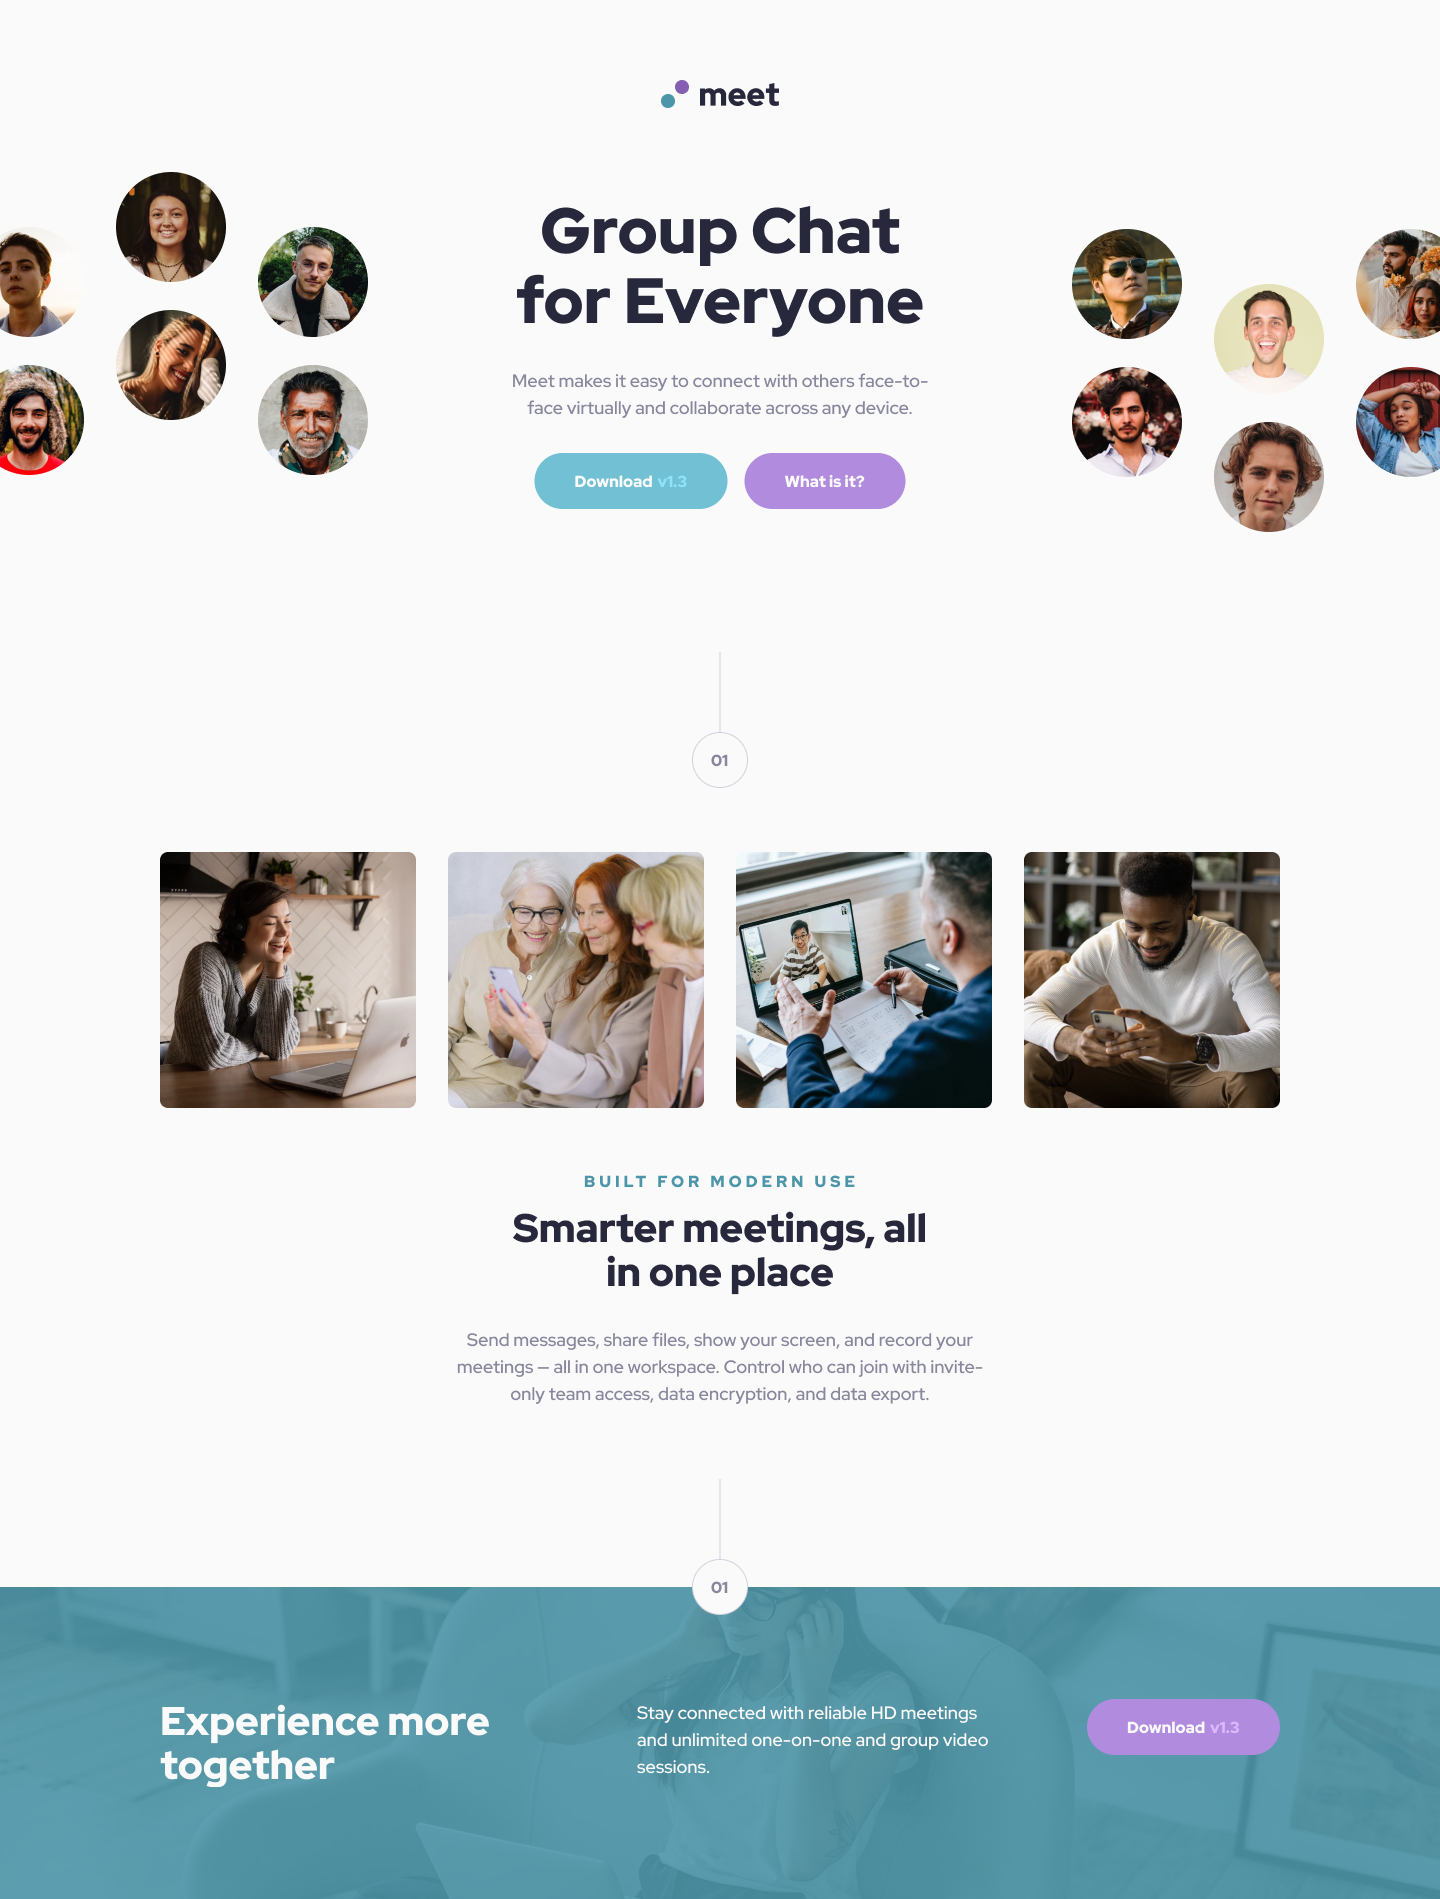 meet
Group Chat
for Everyone
Meet makes it easy to connect with others face-to-
face virtually and collaborate across any device.
Download v1.3
What is it?
01
BUILT FOR MODERN USE
Smarter meetings, all
in one place
Send messages, share files, show your screen, and record your
meetings — all in one workspace. Control who can join with invite-
only team access, data encryption, and data export.
01
Experience more
together
Stay connected with reliable HD meetings
and unlimited one-on-one and group video
sessions.
Download v1.3